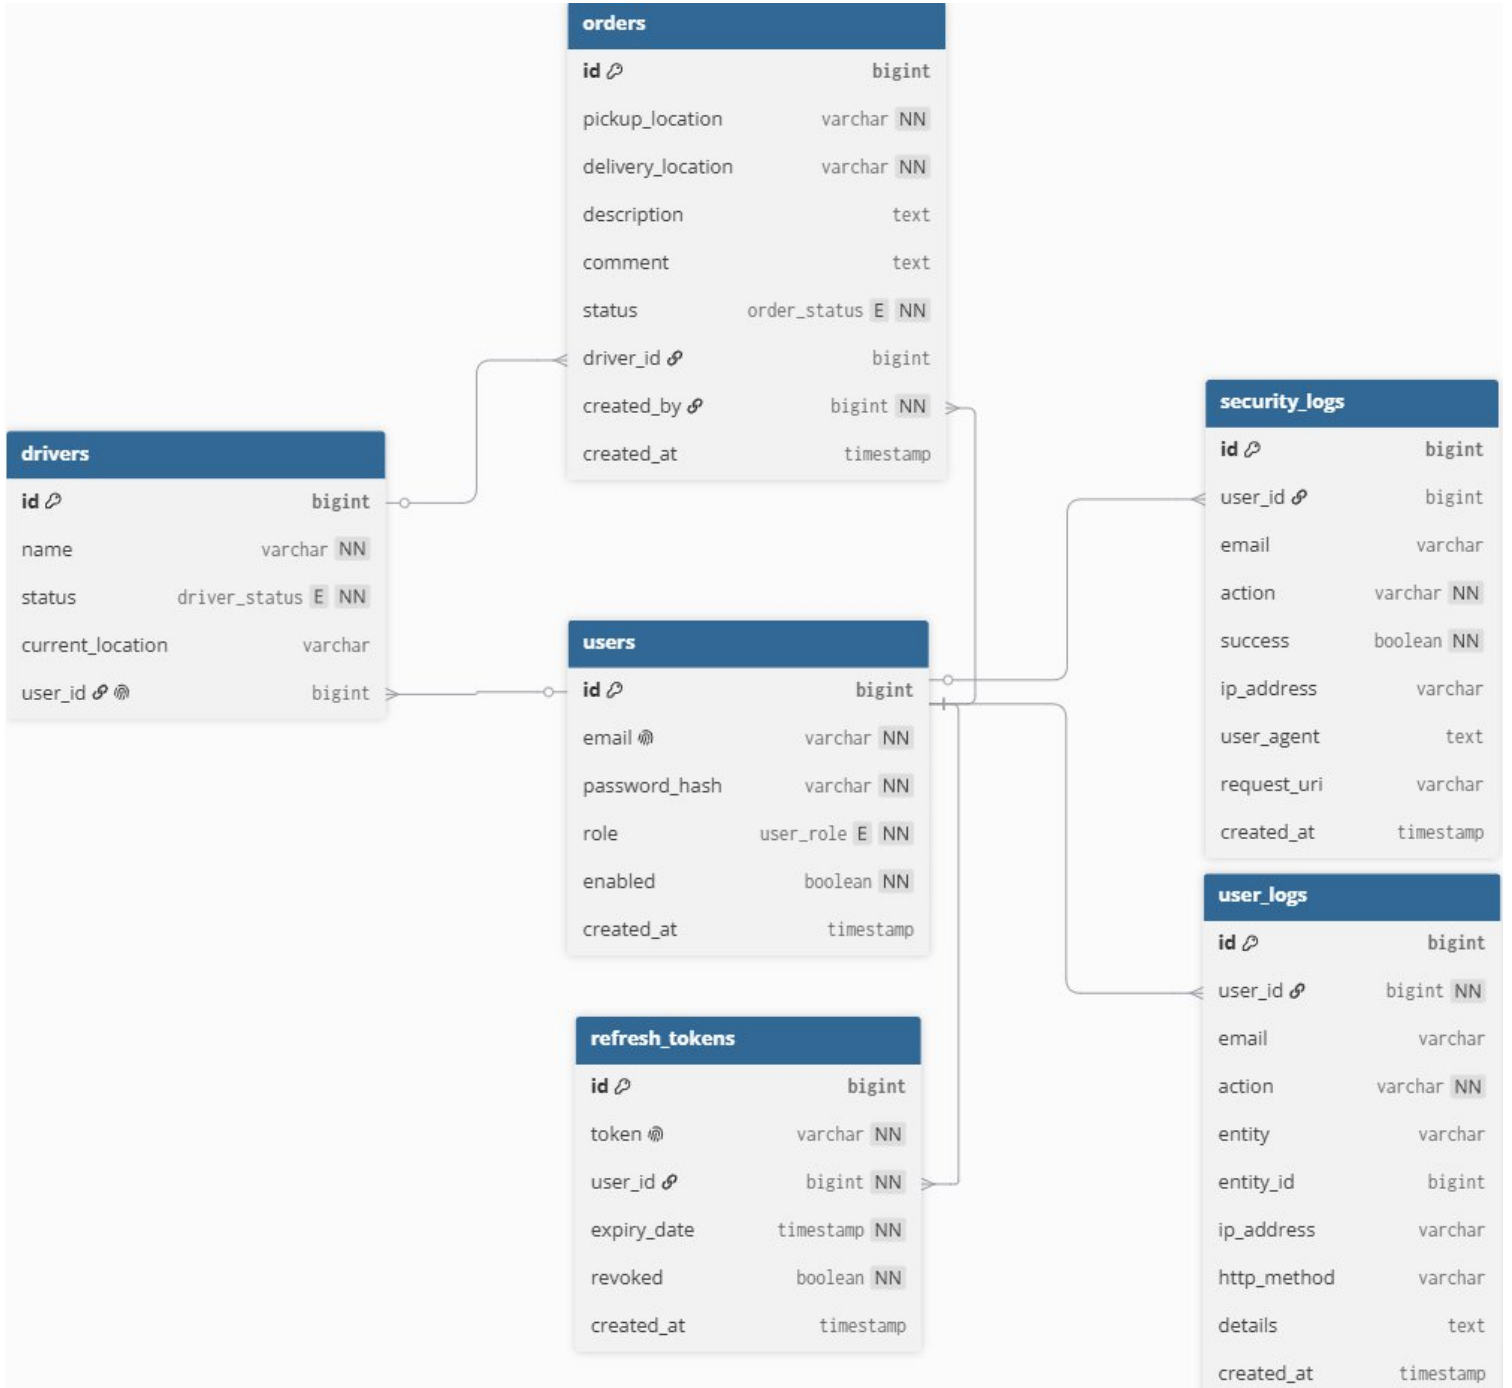 orders
id bigint
pickup_location varchar NN
delivery_location varchar NN
description text
comment text
status order_status E NN
driver_id bigint
created_by bigint NN
created_at timestamp
drivers
id bigint
name varchar NN
status driver_status E NN
current_location varchar
user_id bigint
users
id bigint
email varchar NN
password_hash varchar NN
role user_role E NN
enabled boolean NN
created_at timestamp
refresh_tokens
id bigint
token varchar NN
user_id bigint NN
expiry_date timestamp NN
revoked boolean NN
created_at timestamp
security_logs
id bigint
user_id bigint
email varchar
action varchar NN
success boolean NN
ip_address varchar
user_agent text
request_uri varchar
created_at timestamp
user_logs
id bigint
user_id bigint NN
email varchar
action varchar NN
entity varchar
entity_id bigint
ip_address varchar
http_method varchar
details text
created_at timestamp